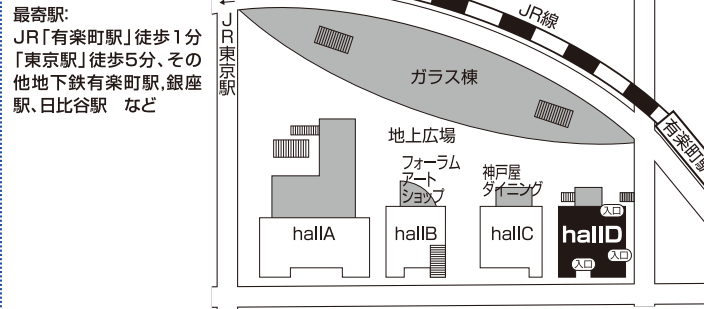 最寄駅:
JR「有楽町駅」徒歩1分
「東京駅」徒歩5分、その
他地下鉄有楽町駅,銀座
駅、日比谷駅 など
←
JR東京駅
JR線
ガラス棟
有楽町駅
地上広場
フォーラム
アート
ショップ
神戸屋
ダイニング
hallA
hallB
hallC
hallD
入口
入口
入口